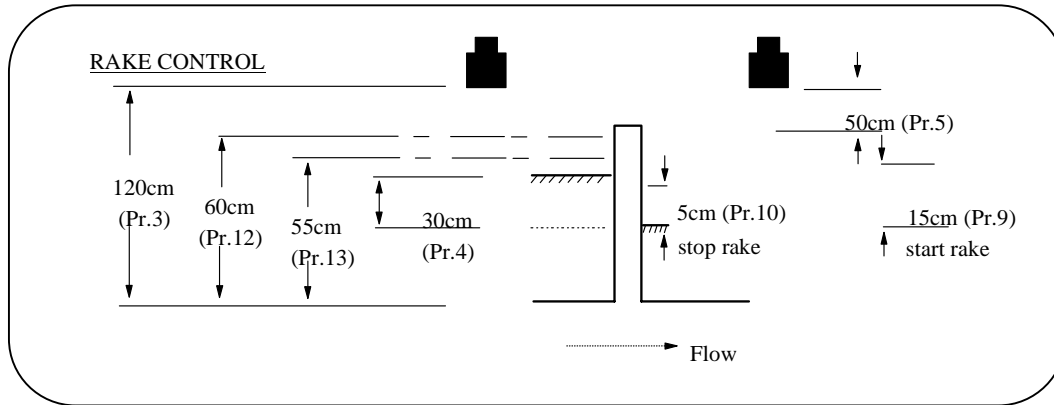 RAKE CONTROL
120cm
(Pr.3)
60cm
(Pr.12)
55cm
(Pr.13)
30cm
(Pr.4)
5cm (Pr.10)
stop rake
50cm (Pr.5)
15cm (Pr.9)
start rake
Flow